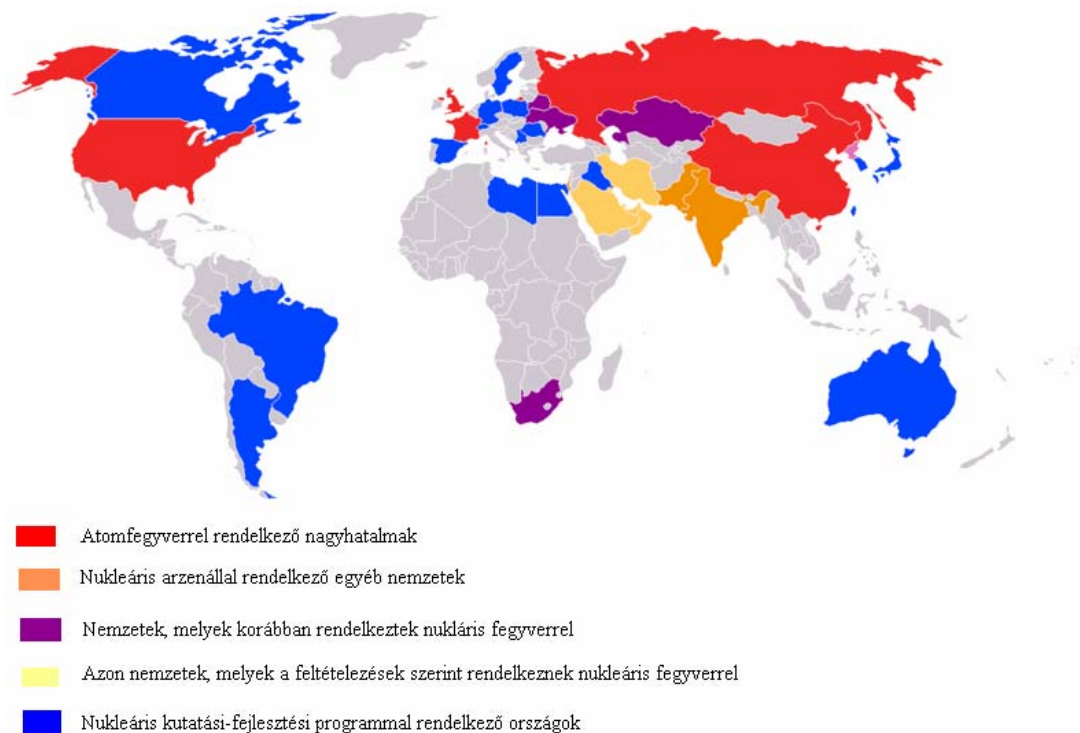 Atomfegyverrel rendelkező nagyhatalmak
Nukleáris arzenállal rendelkező egyéb nemzetek
Nemzetek, melyek korábban rendelkeztek nukláris fegyverrel
Azon nemzetek, melyek a feltételezések szerint rendelkeznek nukleáris fegyverrel
Nukleáris kutatási-fejlesztési programmal rendelkező országok